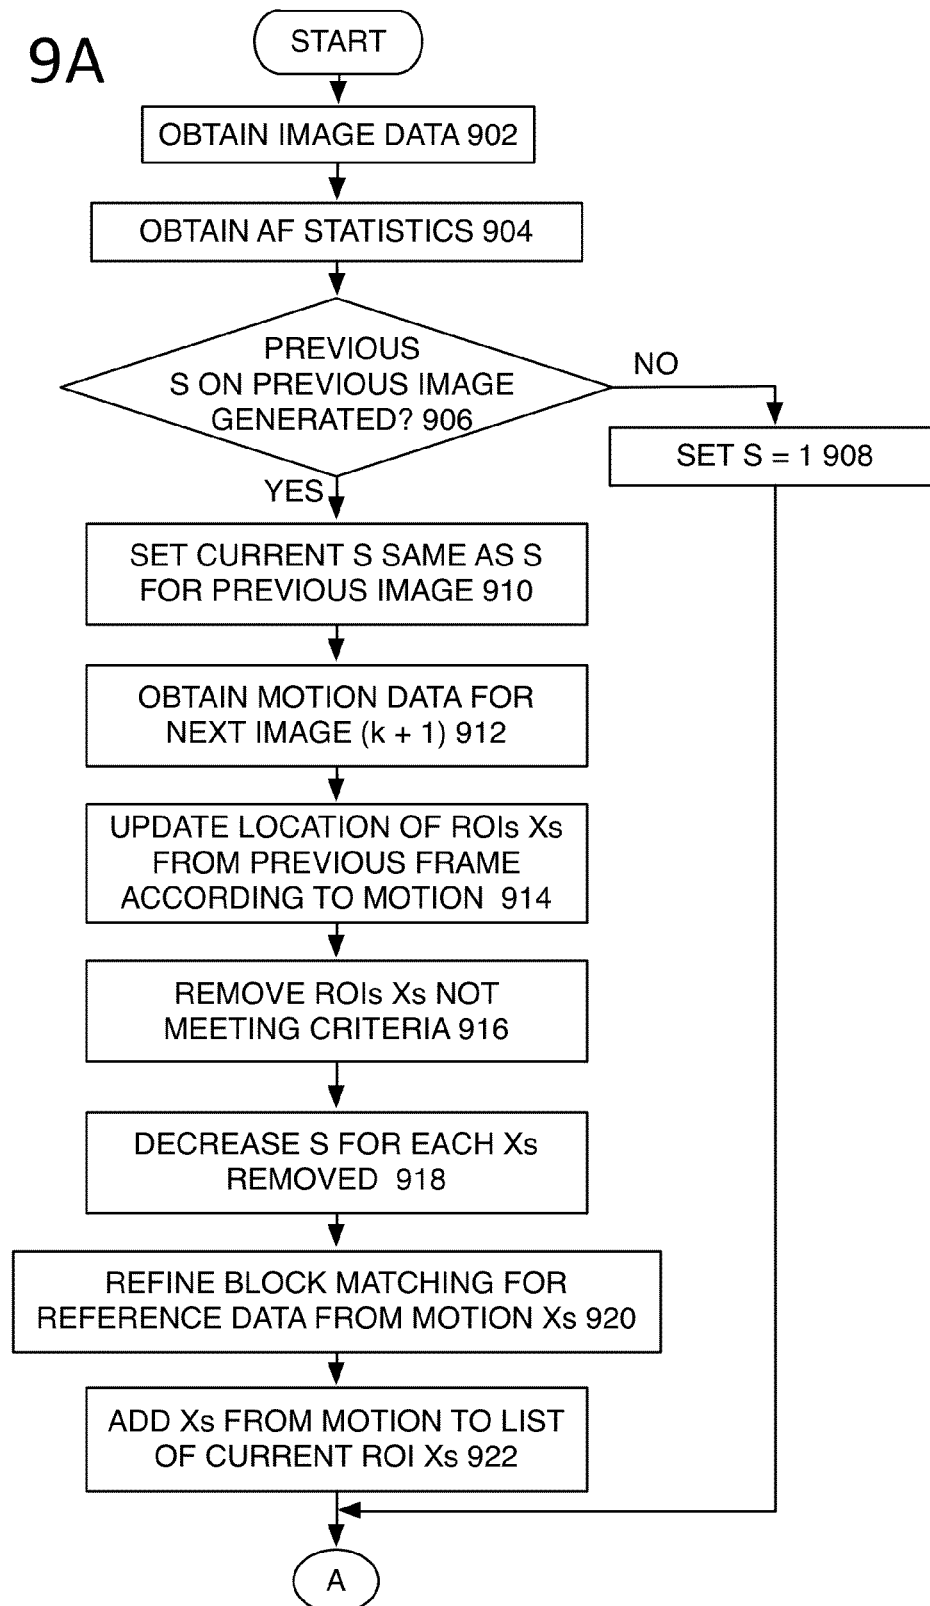 9A
START
OBTAIN IMAGE DATA 902
OBTAIN AF STATISTICS 904
PREVIOUS
S ON PREVIOUS IMAGE
GENERATED? 906
NO
SET S = 1 908
YES
SET CURRENT S SAME AS S
FOR PREVIOUS IMAGE 910
OBTAIN MOTION DATA FOR
NEXT IMAGE (k + 1) 912
UPDATE LOCATION OF ROIs Xs
FROM PREVIOUS FRAME
ACCORDING TO MOTION 914
REMOVE ROIs Xs NOT
MEETING CRITERIA 916
DECREASE S FOR EACH Xs
REMOVED 918
REFINE BLOCK MATCHING FOR
REFERENCE DATA FROM MOTION Xs 920
ADD Xs FROM MOTION TO LIST
OF CURRENT ROI Xs 922
A